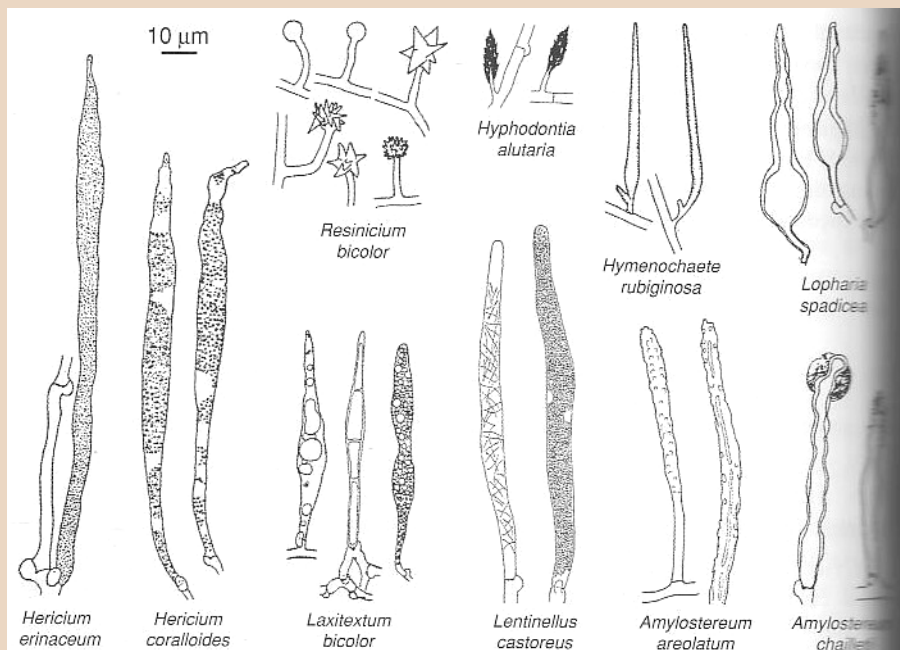 10 µm
Hyphodontia
alutaria
Resinicium
bicolor
Hymenochaete
rubiginosa
Lopharia
spadicea
Hericium
erinaceum
Hericium
coralloides
Laxitextum
bicolor
Lentinellus
castoreus
Amylostereum
areolatum
Amylostereum